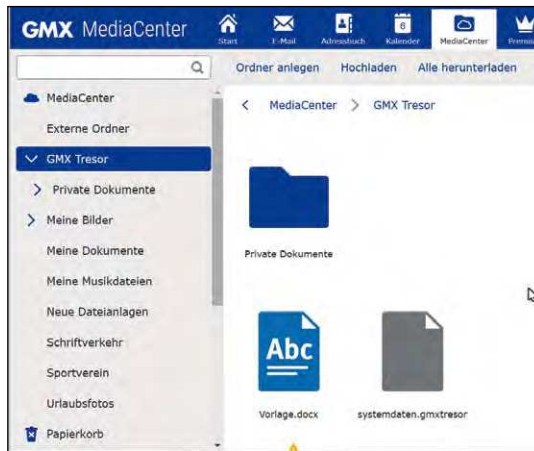 GMX MediaCenter
Start
E-Mail
Adressbuch
Kalender
6
MediaCenter
Ordner anlegen Hochladen Alle herunterladen
MediaCenter
Externe Ordner
GMX Tresor
Private Dokumente
Meine Bilder
Meine Dokumente
Meine Musikdateien
Neue Dateianlagen
Schriftverkehr
Sportverein
Urlaubsfotos
Papierkorb
MediaCenter > GMX Tresor
Private Dokumente
Abc
Vorlage.docx
systemdaten.gmxtresor